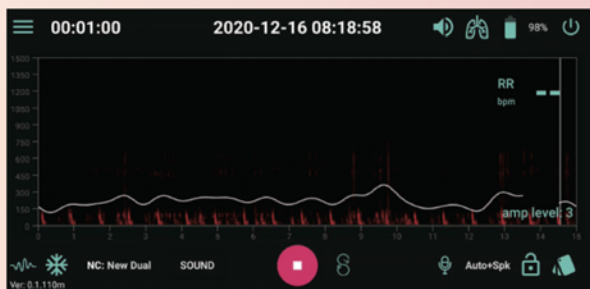 00:01:00 2020-12-16 08:18:58 98%
1500
1350
1200
1050
900
750
600
450
300
150
0
RR
bpm
--
amp level: 3
0 1 2 3 4 5 6 7 8 9 10 11 12 13 14 15
NC: New Dual SOUND Auto+Spk
Ver: 0.1.110m